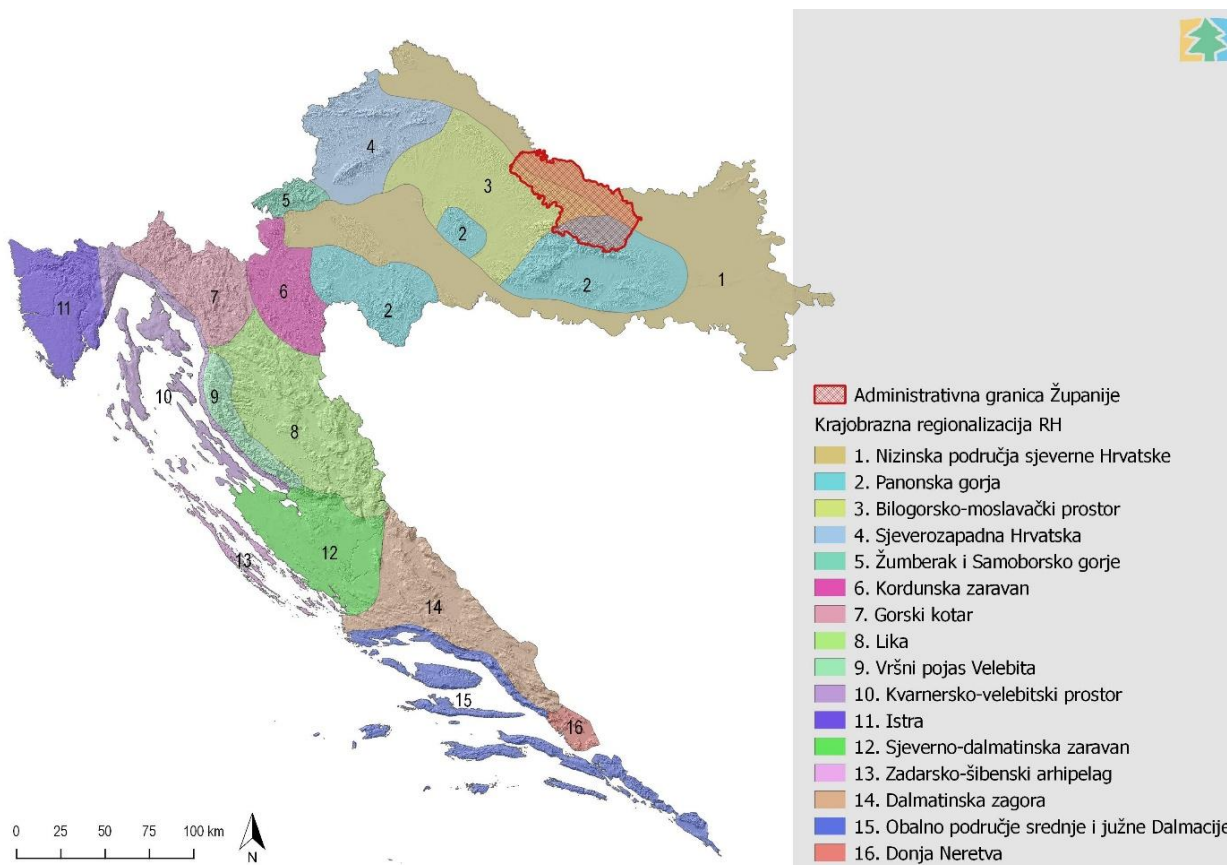 4
3
5
2
1
2
6
7
2
11
10
9
8
12
13
14
15
16
0 25 50 100 km
N
Administrativna granica Županije
Krajobrazna regionalizacija RH
1. Nizinska područja sjeverne Hrvatske
2. Panonska gorja
3. Bilogorsko-moslavački prostor
4. Sjeverozapadna Hrvatska
5. Žumberak i Samoborsko gorje
6. Kordunska zaravan
7. Gorski kotar
8. Lika
9. Vršni pojas Velebita
10. Kvarnersko-velebitski prostor
11. Istra
12. Sjeverno-dalmatinska zaravan
13. Zadarsko-šibenski arhipelag
14. Dalmatinska zagora
15. Obalno područje srednje i južne Dalmacije
16. Donja Neretva